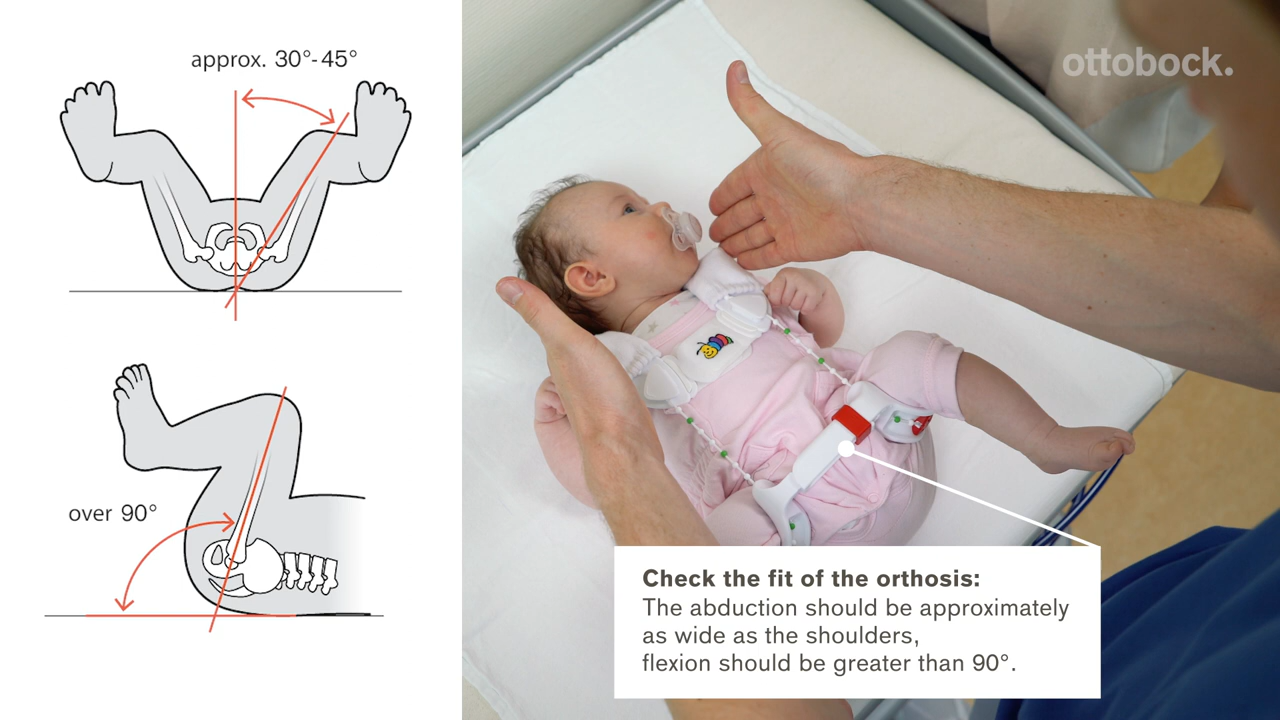 approx. 30°-45°
over 90°
ottobock.
Check the fit of the orthosis:
The abduction should be approximately
as wide as the shoulders,
flexion should be greater than 90°.